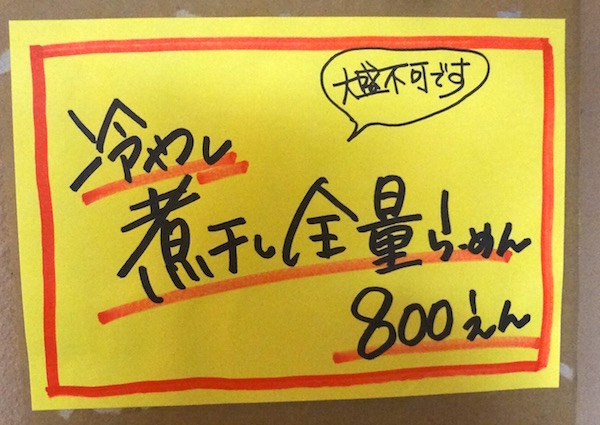 大盛不可です
冷やし
煮干し全量らーめん
800えん